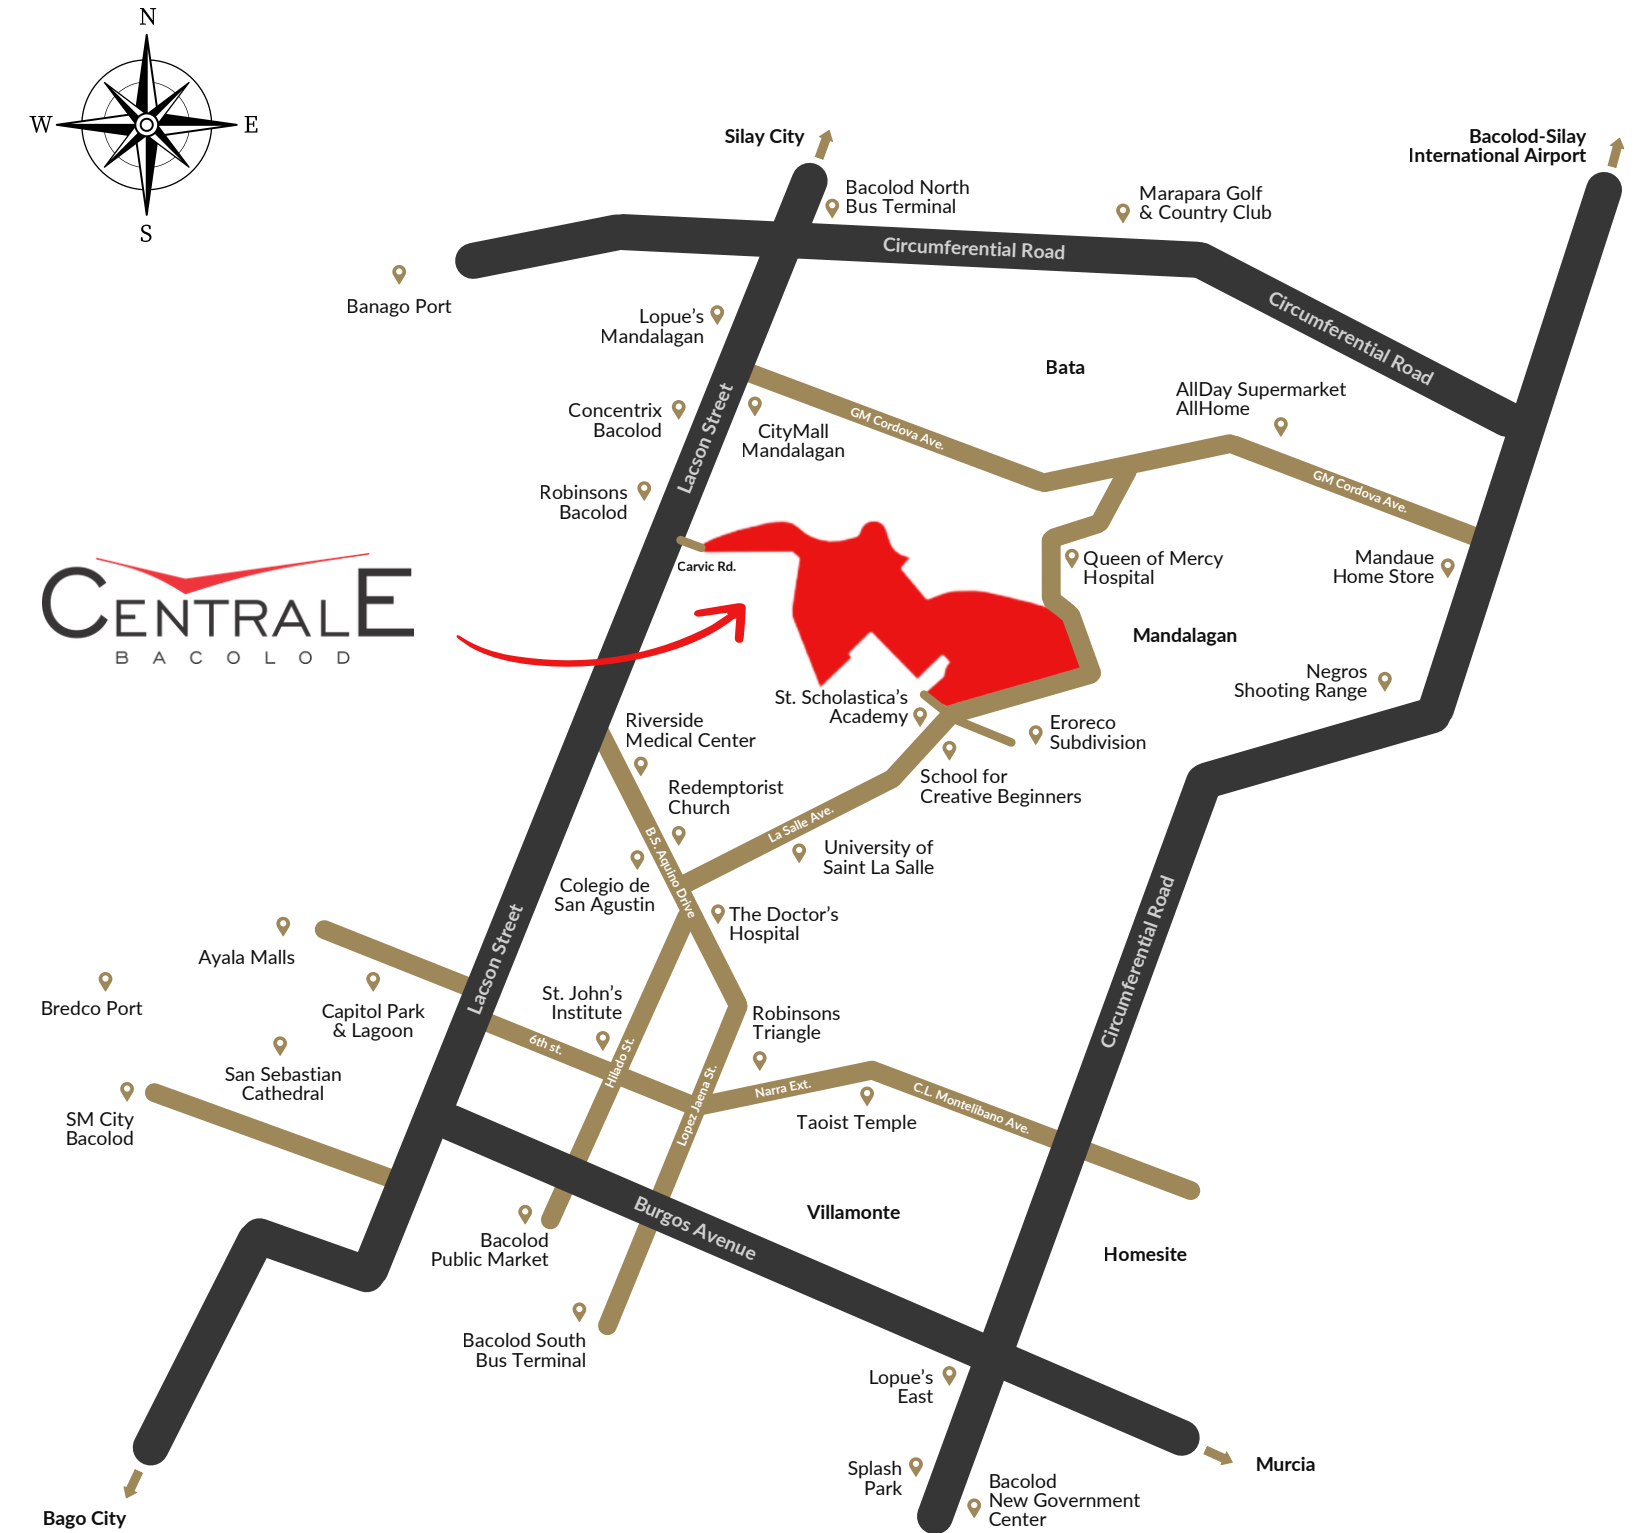 N
W
E
S
Silay City
Bacolod-Silay
International Airport
Bacolod North
Bus Terminal
Marapara Golf
& Country Club
Circumferential Road
Banago Port
Circumferential Road
Lopue's
Mandalagan
Bata
AllDay Supermarket
AllHome
Lacson Street
Concentrix
Bacolod
GM Cordova Ave.
CityMall
Mandalagan
GM Cordova Ave.
Robinsons
Bacolod
Carvic Rd.
Queen of Mercy
Hospital
Mandaue
Home Store
CENTRALE
BACOLOD
Mandalagan
Negros
Shooting Range
St. Scholastica's
Academy
Riverside
Medical Center
Eroreco
Subdivision
School for
Creative Beginners
Redemptorist
Church
La Salle Ave.
B.S. Aquino Drive
University of
Saint La Salle
Colegio de
San Agustin
The Doctor's
Hospital
Circumferential Road
Lacson Street
Ayala Malls
Bredco Port
Capitol Park
& Lagoon
St. John's
Institute
Robinsons
Triangle
6th st.
Hilado St.
San Sebastian
Cathedral
Lopez Jaena St.
Narra Ext.
C.L. Montelibano Ave.
SM City
Bacolod
Taoist Temple
Burgos Avenue
Villamonte
Bacolod
Public Market
Homesite
Bacolod South
Bus Terminal
Lopue's
East
Splash
Park
Murcia
Bacolod
New Government
Center
Bago City